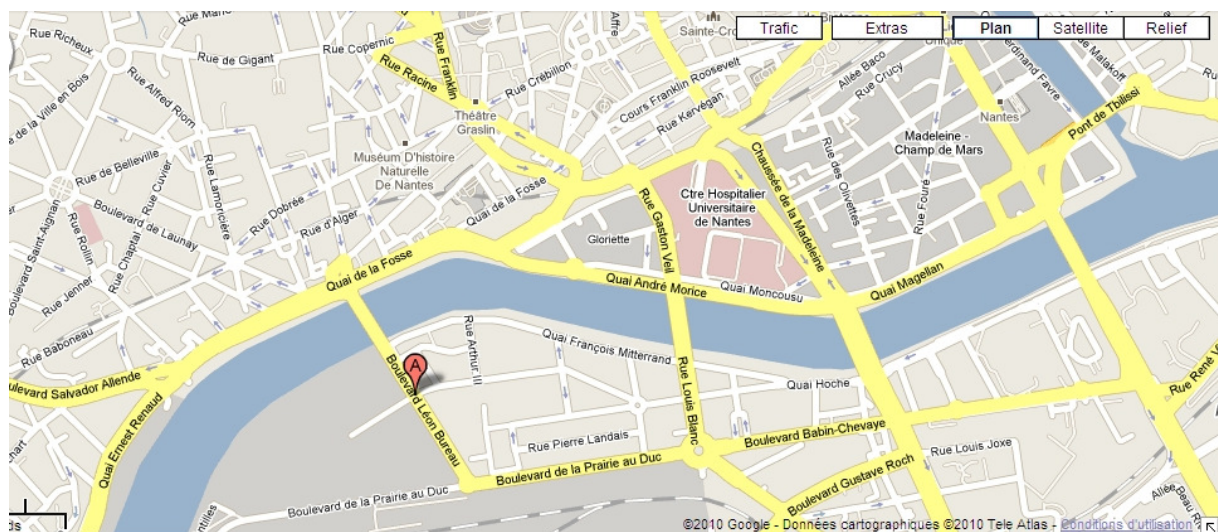 Trafic
Extras
Plan
Satellite
Relief
Rue Richeux
Rue Copernic
Rue de Gigant
Rue Racine
Rue Franklin
Rue Crébillon
Cours Franklin Roosevelt
Rue Kervégan
Allée Baco
Rue Crucy
Ferdinand Favre
Rue Malakoff
Pont de Tbilissi
Nantes
Madeleine -
Champ de Mars
Théâtre
Graslin
Muséum D'histoire
Naturelle
De Nantes
Rue Alfred Riom
de la Ville en Bois
Rue de Belleville
Rue Cuvier
Rue Lamoricière
Boulevard Saint-Aignan
Rue Rollin
Boulevard de Launay
Rue Dobrée
Rue d'Alger
Quai de la Fosse
Quai de la Fosse
Rue Chaptal
Rue Jenner
Rue Baboneau
Gloriette
Rue Gaston Veil
Ctre Hospitalier
Universitaire
de Nantes
Chaussée de la Madeleine
Rue des Olivettes
Rue Fouré
Quai André Morice
Quai Moncousu
Quai Magellan
Boulevard Salvador Allende
Quai Ernest Renaud
A
Boulevard Léon Bureau
Rue Arthur III
Quai François Mitterrand
Quai Hoche
Rue Louis Blanc
Rue Pierre Landais
Boulevard Babin-Chevaye
Boulevard de la Prairie au Duc
Boulevard de la Prairie au Duc
Boulevard Gustave Roch
Rue Louis Joxe
Rue René
Allée
Beau
©2010 Google - Données cartographiques ©2010 Tele Atlas - Conditions d'utilisation